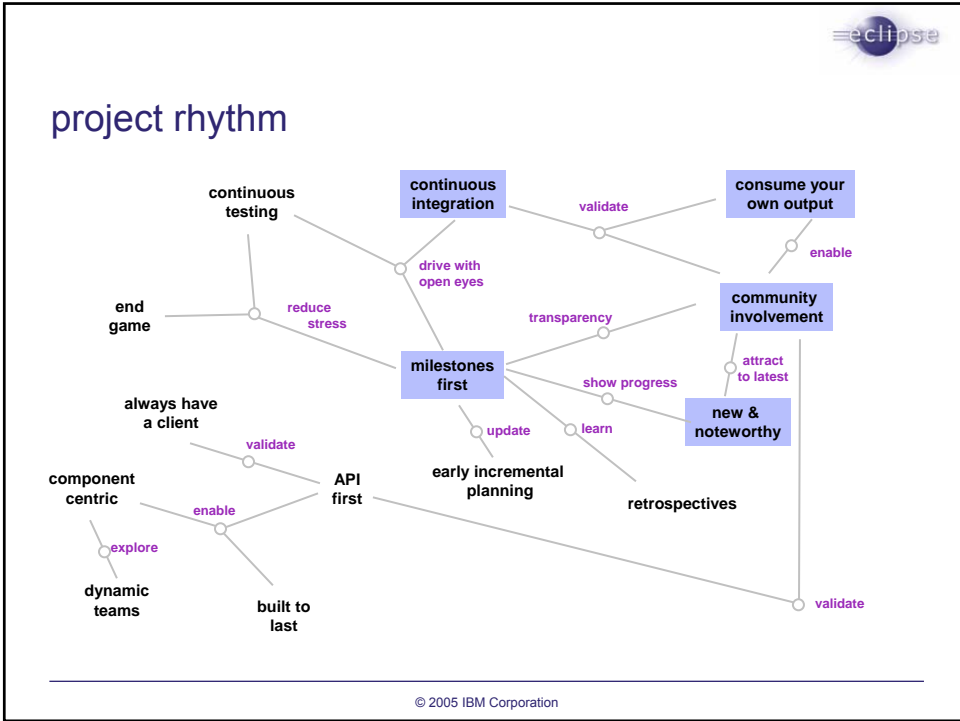 eclipse
project rhythm
continuous
testing
continuous
integration
consume your
own output
validate
enable
drive with
open eyes
end
game
reduce
stress
transparency
community
involvement
milestones
first
attract
to latest
show progress
new &
noteworthy
always have
a client
update
learn
validate
early incremental
planning
component
centric
API
first
retrospectives
enable
explore
dynamic
teams
built to
last
validate
© 2005 IBM Corporation